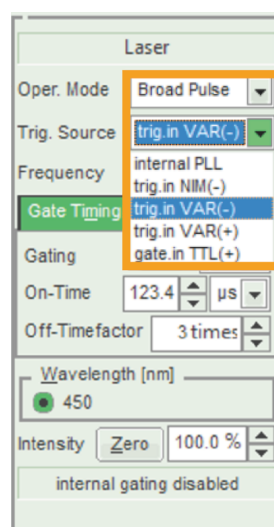 Laser
Oper. Mode Broad Pulse
Trig. Source trig.in VAR(-)
Frequency internal PLL
trig.in NIM(-)
Gate Timing trig.in VAR(-)
trig.in VAR(+)
Gating gate.in TTL(+)
On-Time 123.4 µs
Off-Timefactor 3 times
Wavelength [nm]
450
Intensity Zero 100.0 %
internal gating disabled